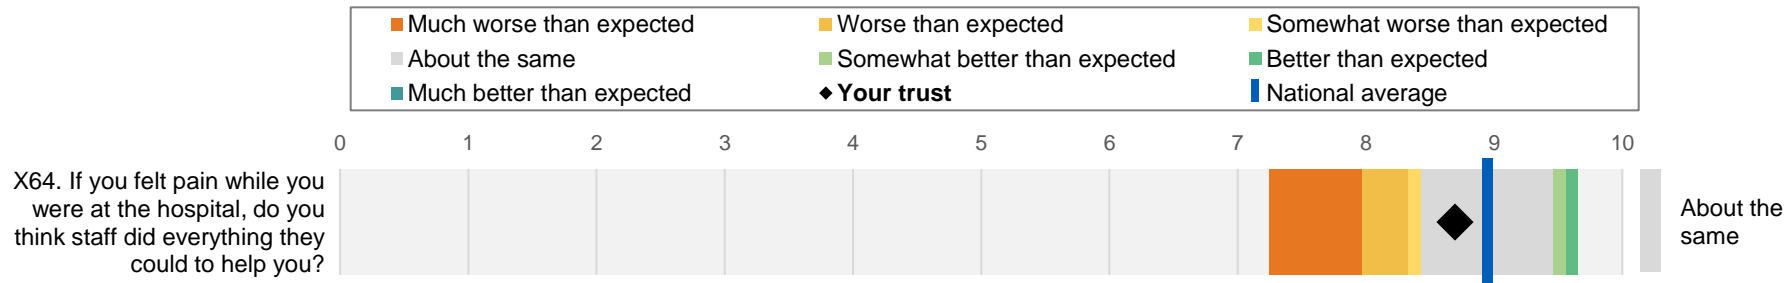 Much worse than expected
Worse than expected
Somewhat worse than expected
About the same
Somewhat better than expected
Better than expected
Much better than expected
Your trust
National average
0 1 2 3 4 5 6 7 8 9 10
X64. If you felt pain while you
were at the hospital, do you
think staff did everything they
could to help you?
About the
same